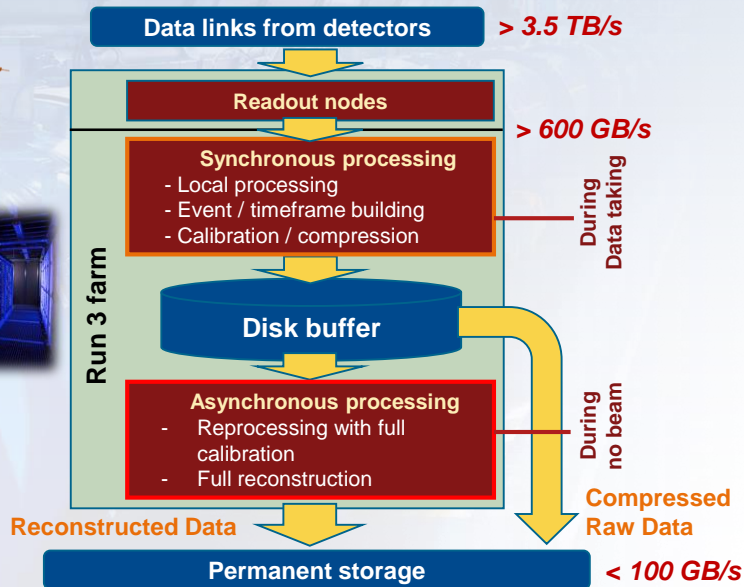 Data links from detectors
> 3.5 TB/s
Readout nodes
> 600 GB/s
Synchronous processing
- Local processing
- Event / timeframe building
- Calibration / compression
During
Data taking
Run 3 farm
Disk buffer
Asynchronous processing
- Reprocessing with full
calibration
- Full reconstruction
During
no beam
Reconstructed Data
Compressed
Raw Data
Permanent storage
< 100 GB/s